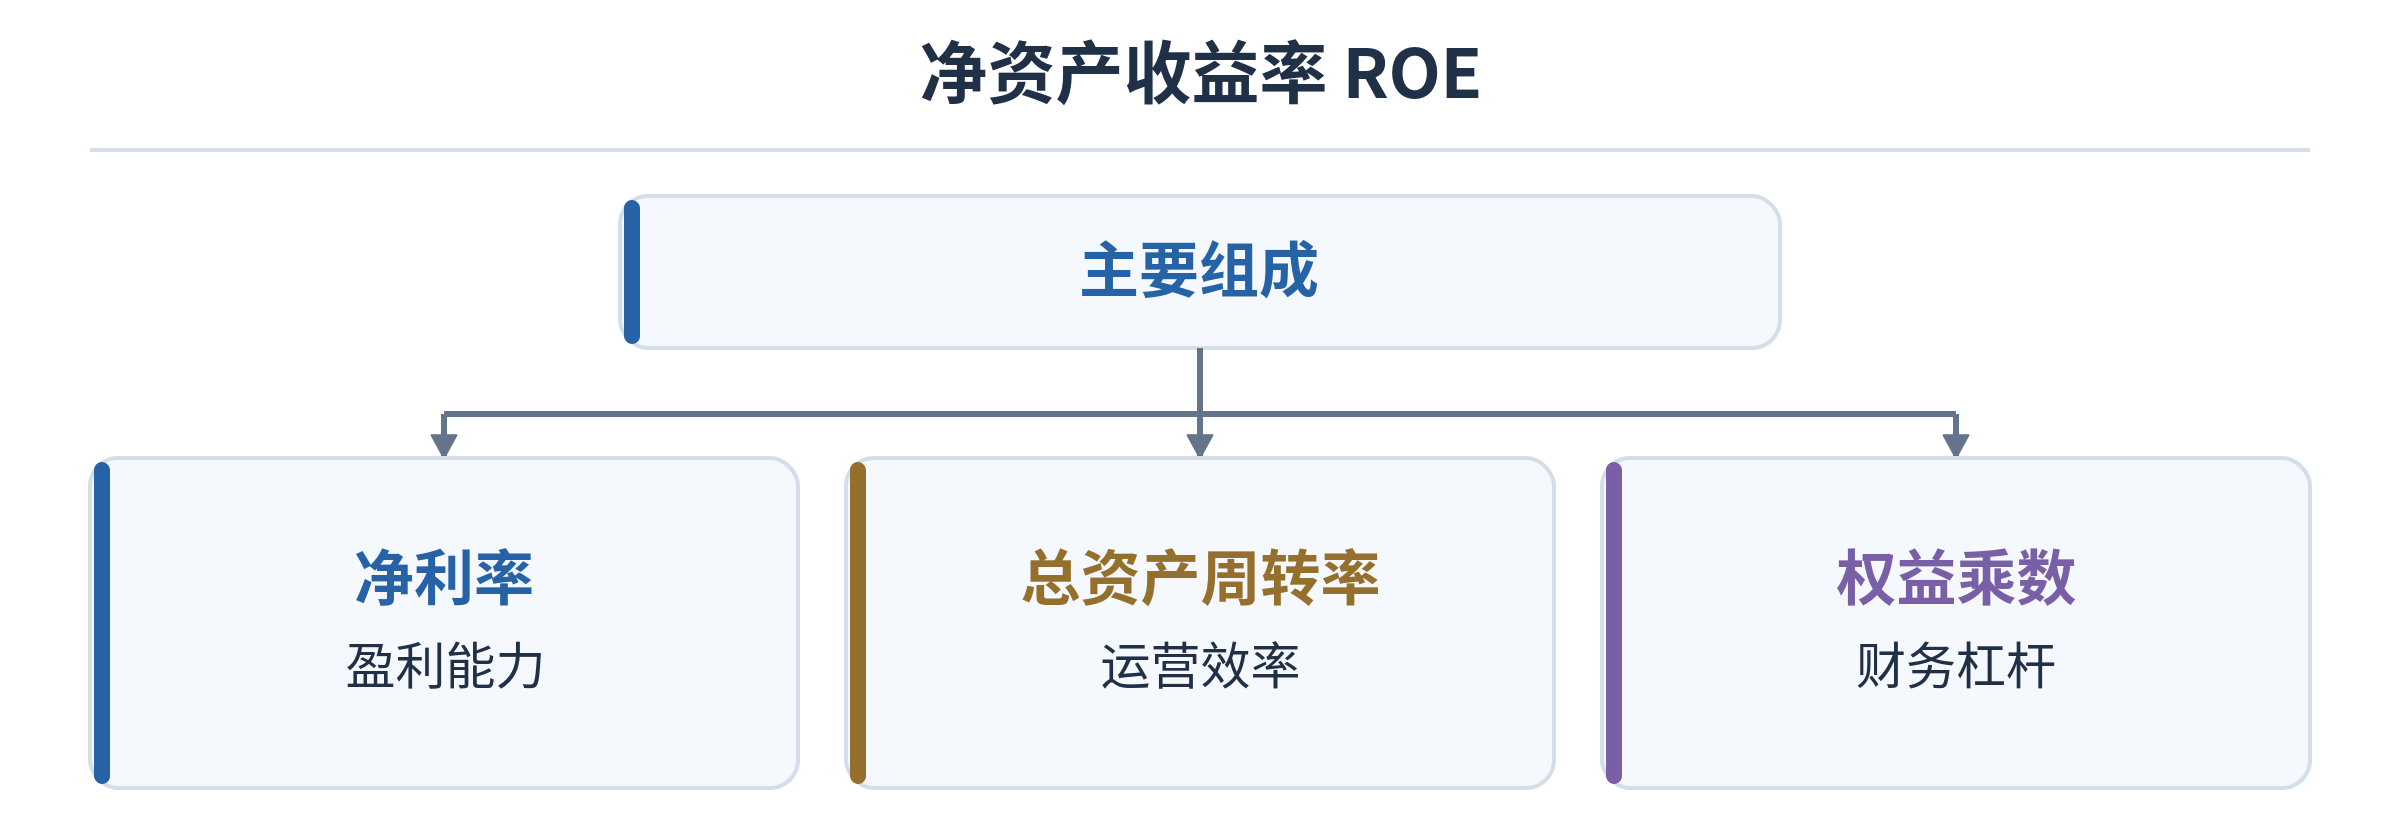 净资产收益率 ROE
主要组成
净利率
盈利能力
总资产周转率
运营效率
权益乘数
财务杠杆